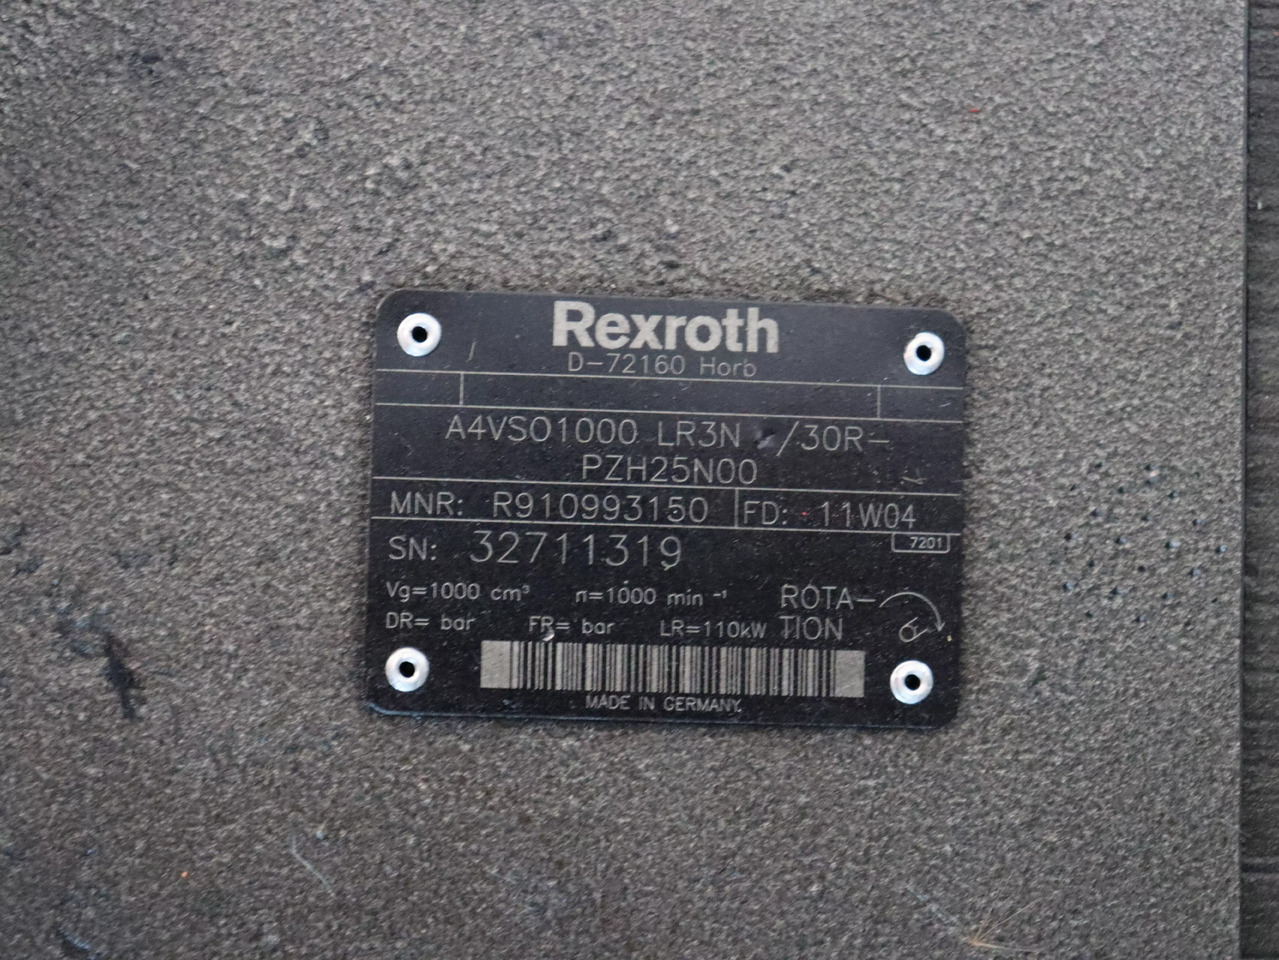 Rexroth
D-72160 Horb
A4VSO1000 LR3N /30R-
PZH25N00
MNR: R910993150 FD: 11W04
7201
SN: 32711319
Vg=1000 cm³ n=1000 min ⁻¹ ROTA-
DR= bar FR= bar LR=110kW TION
MADE IN GERMANY